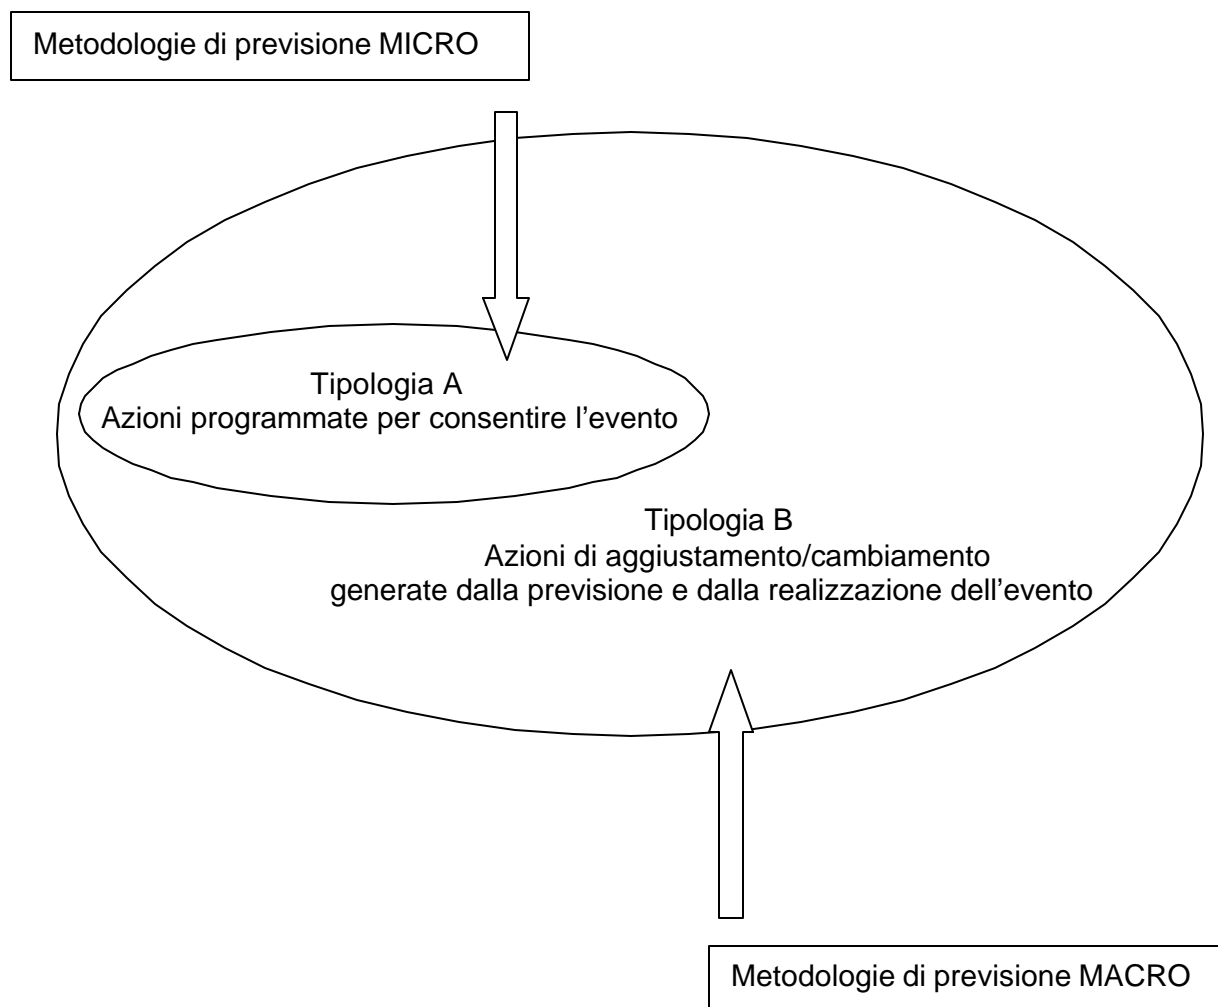 Metodologie di previsione MICRO
Tipologia A
Azioni programmate per consentire l’evento
Tipologia B
Azioni di aggiustamento/cambiamento
generate dalla previsione e dalla realizzazione dell’evento
Metodologie di previsione MACRO